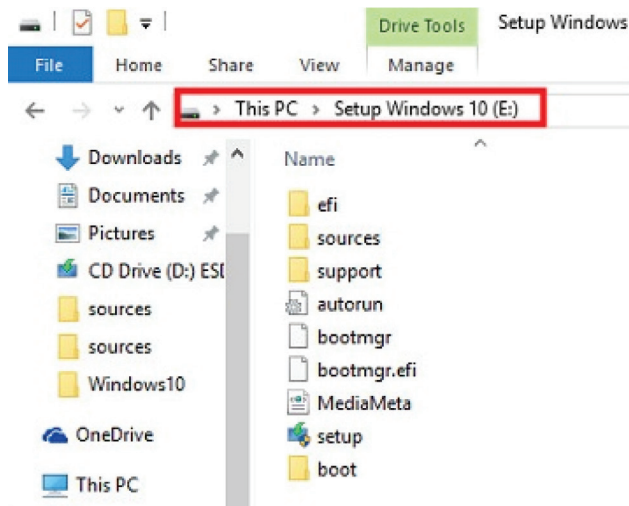 Drive Tools Setup Windows
File Home Share View Manage
This PC > Setup Windows 10 (E:)
Downloads
Documents
Pictures
CD Drive (D:) ESD
sources
sources
Windows10
OneDrive
This PC
Name
efi
sources
support
autorun
bootmgr
bootmgr.efi
MediaMeta
setup
boot